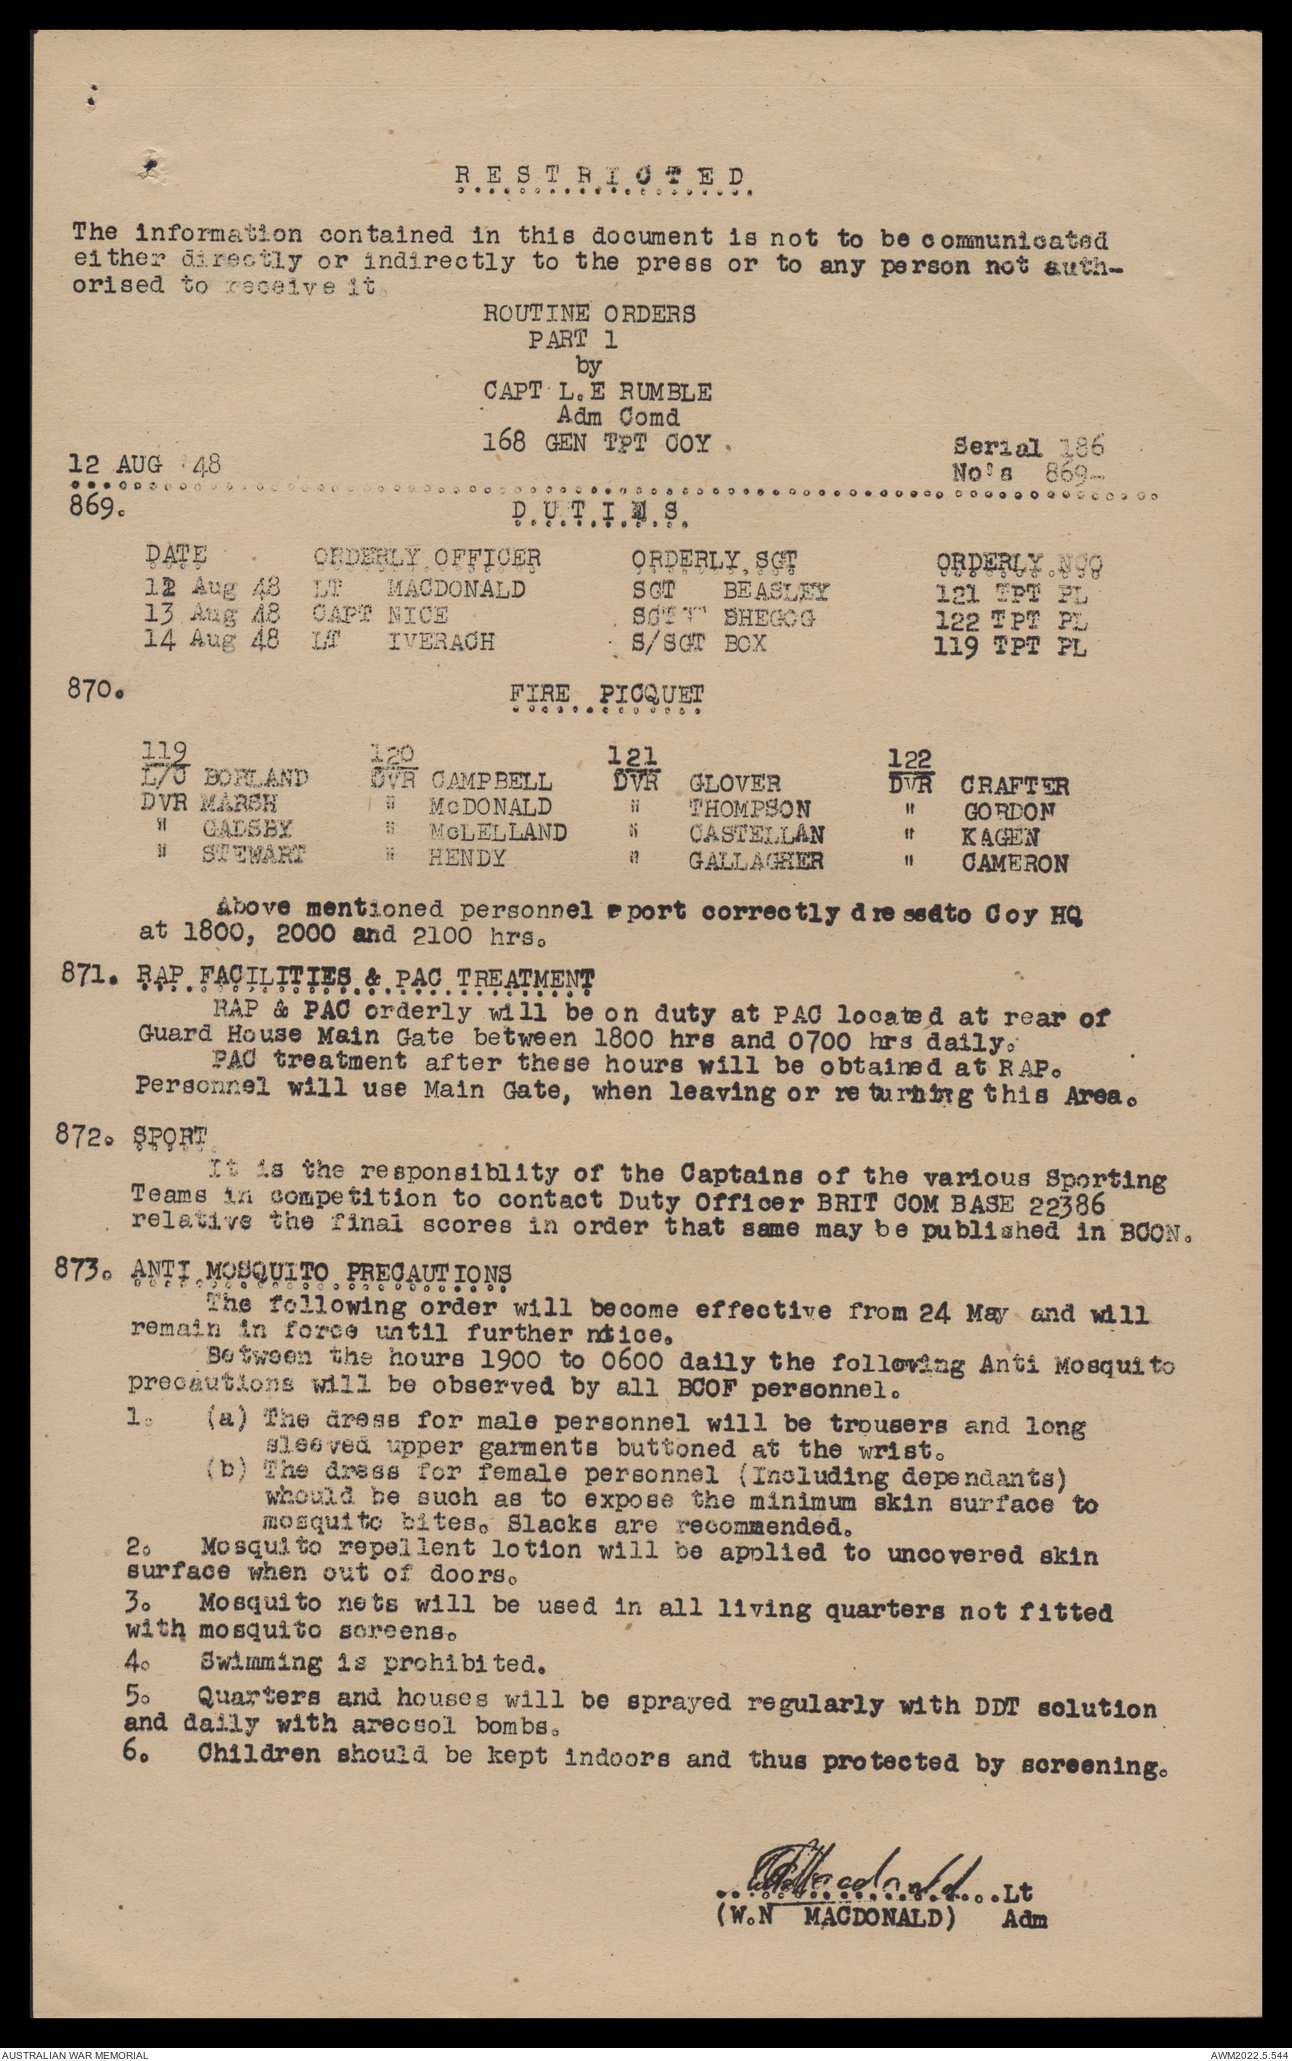 RESTRICTED
The information contained in this document is not to be communicated
either directly or indirectly to the press or to any person not auth-
orised to receive it.
ROUTINE ORDERS
PART 1
by
CAPT L.E RUMBLE
Adm Comd
168 GEN TPT COY
Serial 186
12 AUG 48
No's 869-
869. DUTIES.
DATE ORDERLY OFFICER ORDERLY SGT ORDERLY NCO
12 Aug 48 LT MACDONALD SGT BEASLEY 121 TPT PL
13 Aug 48 CAPT NICE SGT SHEGOG 122 TPT PL
14 Aug 48 LT IVERACH S/SGT BOX 119 TPT PL
870. FIRE PICQUET
119 120 121 122
L/C BORLAND DVR CAMPBELL DVR GLOVER DVR CRAFTER
DVR MARSH " McDONALD " THOMPSON " GORDON
" GADSBY " McLELLAND " CASTELLAN " KAGEN
" STEWART " HENDY " GALLAGHER " CAMERON
Above mentioned personnel eport correctly dressedto Coy HQ
at 1800, 2000 and 2100 hrs.
871. RAP FACILITIES & PAC TREATMENT
RAP & PAC orderly will be on duty at PAC located at rear of
Guard House Main Gate between 1800 hrs and 0700 hrs daily.
PAC treatment after these hours will be obtained at RAP.
Personnel will use Main Gate, when leaving or returning this Area.
872. SPORT
It is the responsiblity of the Captains of the various Sporting
Teams in competition to contact Duty Officer BRIT COM BASE 22386
relative the final scores in order that same may be published in BCON.
873. ANTI MOSQUITO PRECAUTIONS
The following order will become effective from 24 May and will
remain in force until further ntice.
Between the hours 1900 to 0600 daily the following Anti Mosquito
precautions will be observed by all BCOF personnel.
1. (a) The dress for male personnel will be trousers and long
sleeved upper garments buttoned at the wrist.
(b) The dress for female personnel (Including dependants)
whould be such as to expose the minimum skin surface to
mosquito bites. Slacks are recommended.
2. Mosquito repellent lotion will be applied to uncovered skin
surface when out of doors.
3. Mosquito nets will be used in all living quarters not fitted
with mosquito screens.
4. Swimming is prohibited.
5. Quarters and houses will be sprayed regularly with DDT solution
and daily with areosol bombs.
6. Children should be kept indoors and thus protected by screening.
Macdonald Lt
(W.N MACDONALD) Adm
AUSTRALIAN WAR MEMORIAL AWM2022.5.544